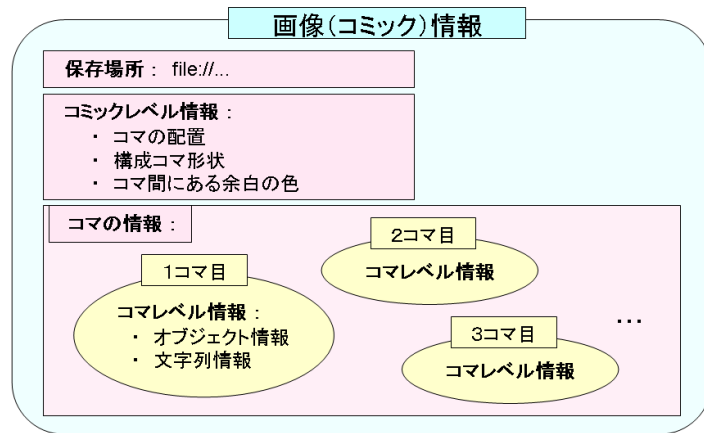 画像(コミック)情報
保存場所： file://...
コミックレベル情報：
・ コマの配置
・ 構成コマ形状
・ コマ間にある余白の色
コマの情報：
1コマ目
コマレベル情報：
・ オブジェクト情報
・ 文字列情報
2コマ目
コマレベル情報
3コマ目
コマレベル情報
…